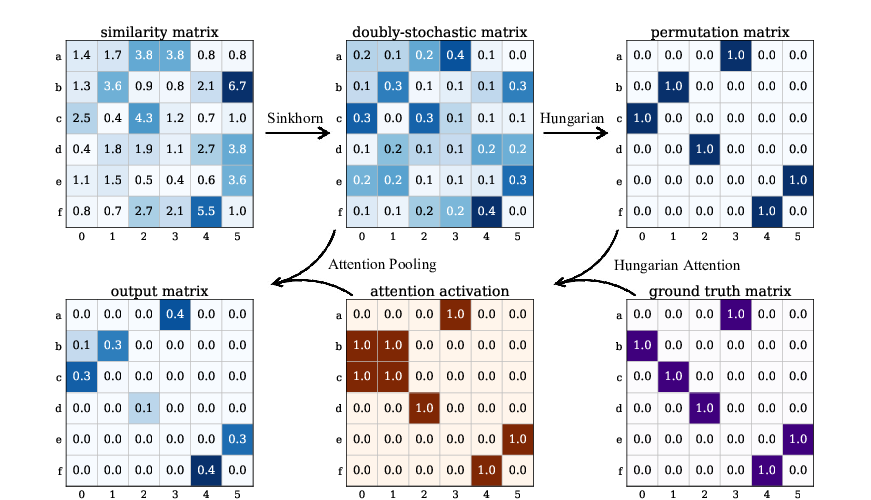 similarity matrix
a 1.4 1.7 3.8 3.8 0.8 0.8
b 1.3 3.6 0.9 0.8 2.1 6.7
c 2.5 0.4 4.3 1.2 0.7 1.0
d 0.4 1.8 1.9 1.1 2.7 3.8
e 1.1 1.5 0.5 0.4 0.6 3.6
f 0.8 0.7 2.7 2.1 5.5 1.0
0 1 2 3 4 5
Sinkhorn
doubly-stochastic matrix
a 0.2 0.1 0.2 0.4 0.1 0.0
b 0.1 0.3 0.1 0.1 0.1 0.3
c 0.3 0.0 0.3 0.1 0.1 0.1
d 0.1 0.2 0.1 0.1 0.2 0.2
e 0.2 0.2 0.1 0.1 0.1 0.3
f 0.1 0.1 0.2 0.2 0.4 0.0
0 1 2 3 4 5
Hungarian
permutation matrix
a 0.0 0.0 0.0 1.0 0.0 0.0
b 0.0 1.0 0.0 0.0 0.0 0.0
c 1.0 0.0 0.0 0.0 0.0 0.0
d 0.0 0.0 1.0 0.0 0.0 0.0
e 0.0 0.0 0.0 0.0 0.0 1.0
f 0.0 0.0 0.0 0.0 1.0 0.0
0 1 2 3 4 5
Attention Pooling
Hungarian Attention
output matrix
a 0.0 0.0 0.0 0.4 0.0 0.0
b 0.1 0.3 0.0 0.0 0.0 0.0
c 0.3 0.0 0.0 0.0 0.0 0.0
d 0.0 0.0 0.1 0.0 0.0 0.0
e 0.0 0.0 0.0 0.0 0.0 0.3
f 0.0 0.0 0.0 0.0 0.4 0.0
0 1 2 3 4 5
attention activation
a 0.0 0.0 0.0 1.0 0.0 0.0
b 1.0 1.0 0.0 0.0 0.0 0.0
c 1.0 1.0 0.0 0.0 0.0 0.0
d 0.0 0.0 1.0 0.0 0.0 0.0
e 0.0 0.0 0.0 0.0 0.0 1.0
f 0.0 0.0 0.0 0.0 1.0 0.0
0 1 2 3 4 5
ground truth matrix
a 0.0 0.0 0.0 1.0 0.0 0.0
b 1.0 0.0 0.0 0.0 0.0 0.0
c 0.0 1.0 0.0 0.0 0.0 0.0
d 0.0 0.0 1.0 0.0 0.0 0.0
e 0.0 0.0 0.0 0.0 0.0 1.0
f 0.0 0.0 0.0 0.0 1.0 0.0
0 1 2 3 4 5